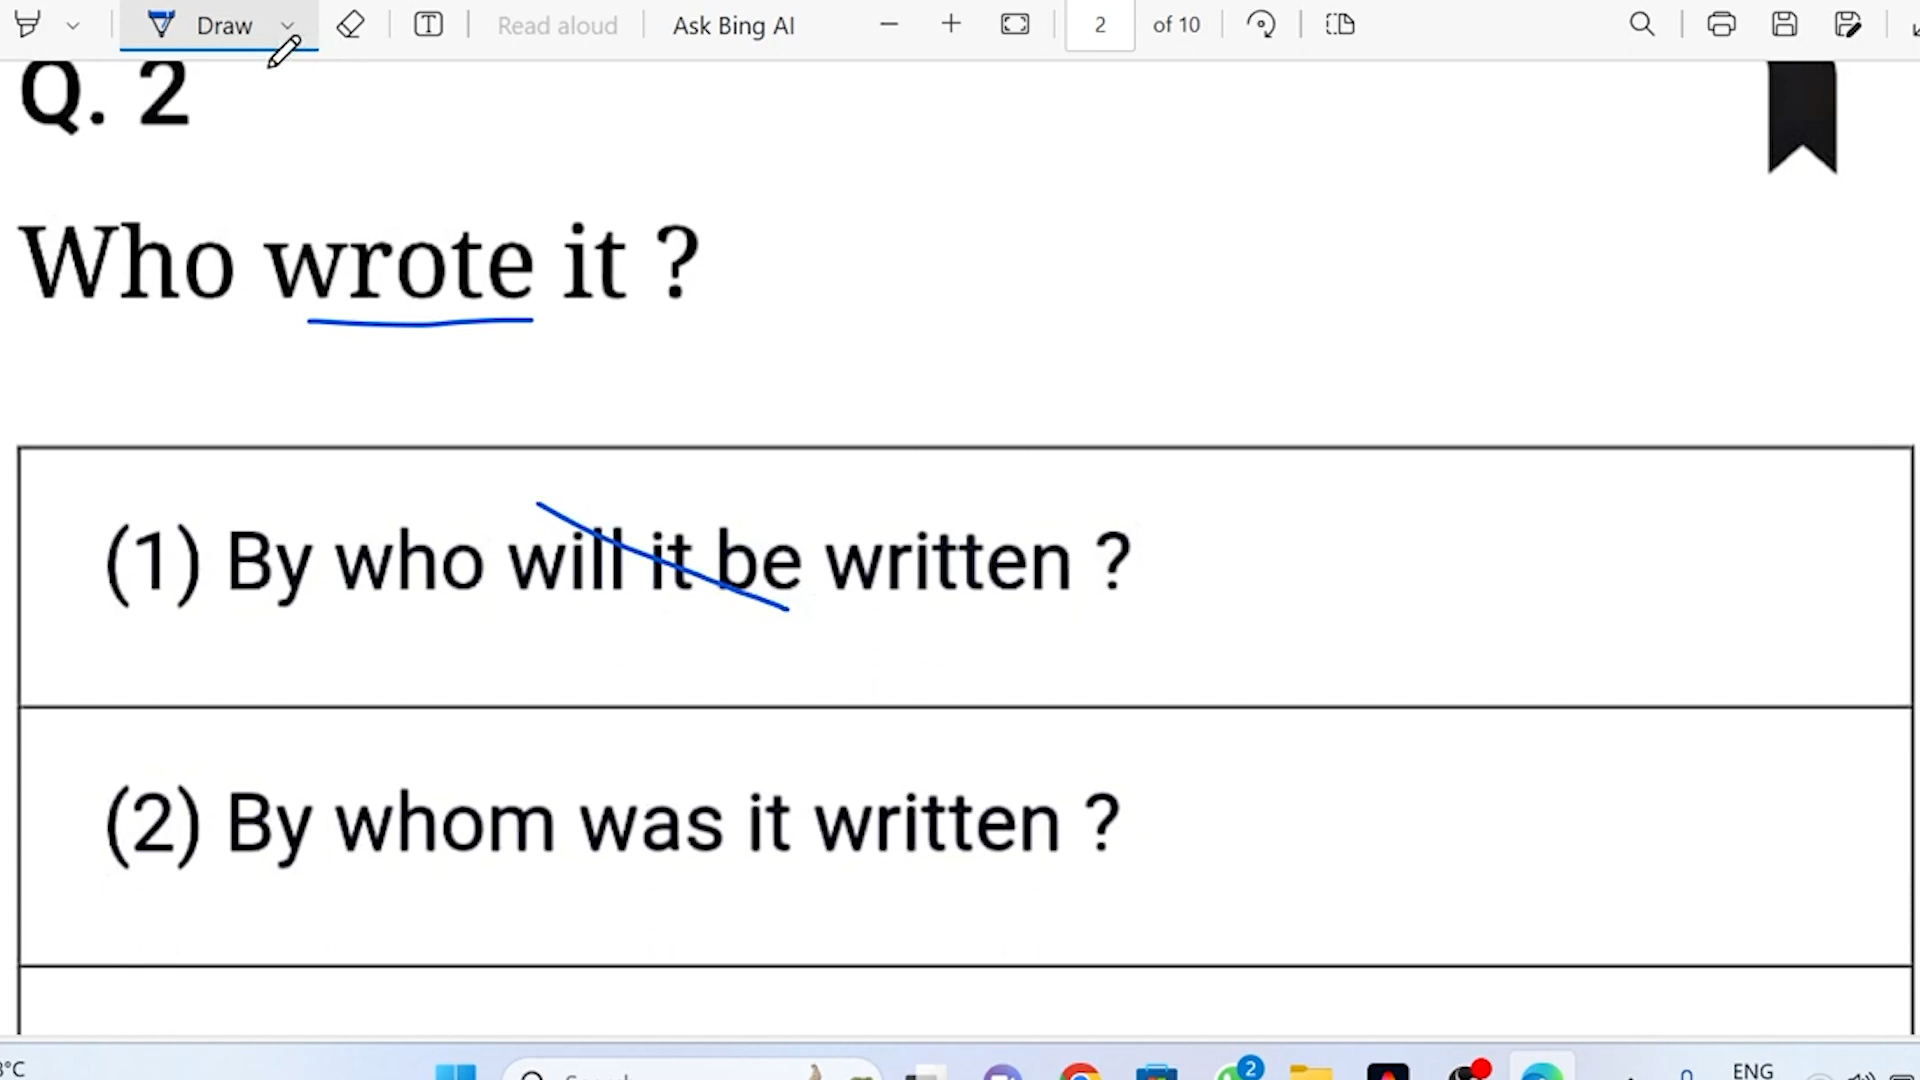 Draw Read aloud Ask Bing AI 2 of 10
Q. 2
Who wrote it ?
(1) By who will it be written ?
(2) By whom was it written ?
°C 2 ENG